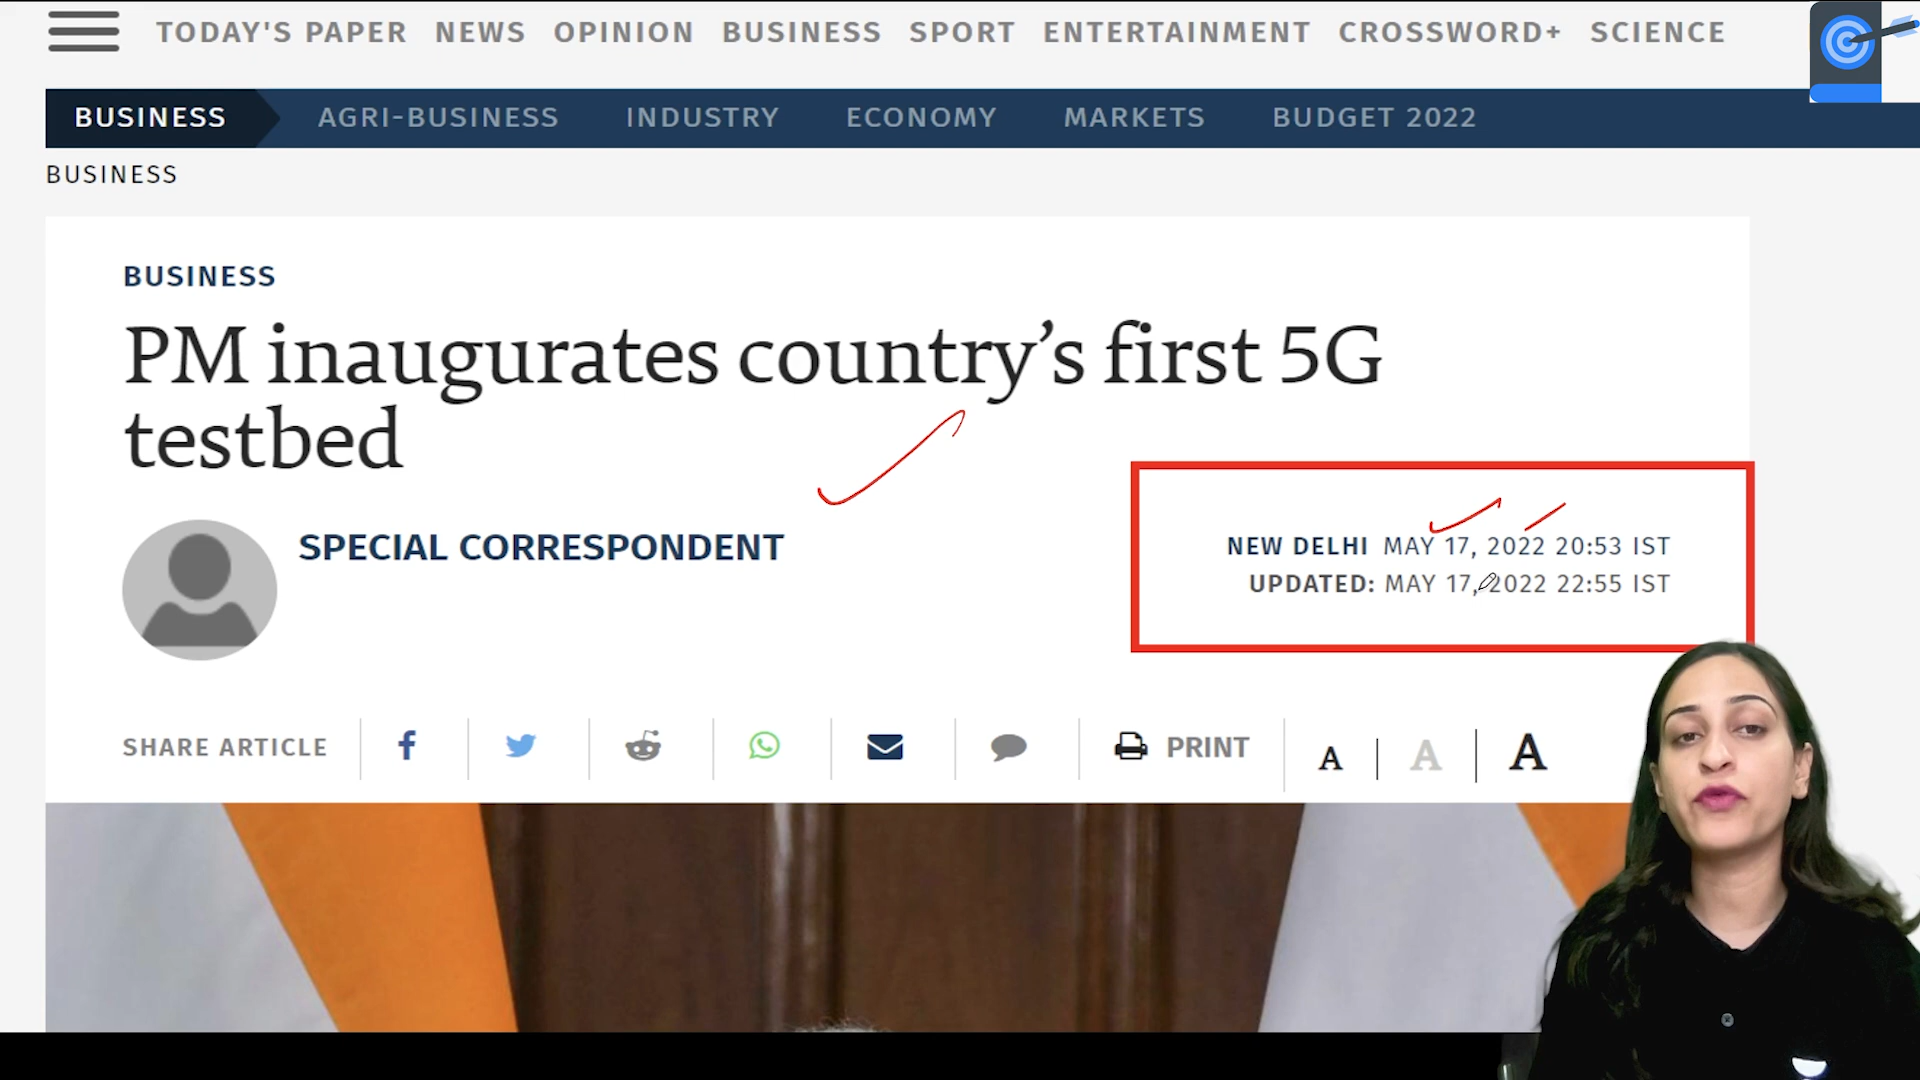 TODAY'S PAPER NEWS OPINION BUSINESS SPORT ENTERTAINMENT CROSSWORD+ SCIENCE
BUSINESS AGRI-BUSINESS INDUSTRY ECONOMY MARKETS BUDGET 2022
BUSINESS
BUSINESS
PM inaugurates country’s first 5G
testbed
SPECIAL CORRESPONDENT
NEW DELHI MAY 17, 2022 20:53 IST
UPDATED: MAY 17, 2022 22:55 IST
SHARE ARTICLE PRINT A A A